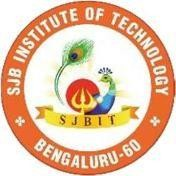 SJB INSTITUTE OF TECHNOLOGY
SJBIT
BENGALURU-60